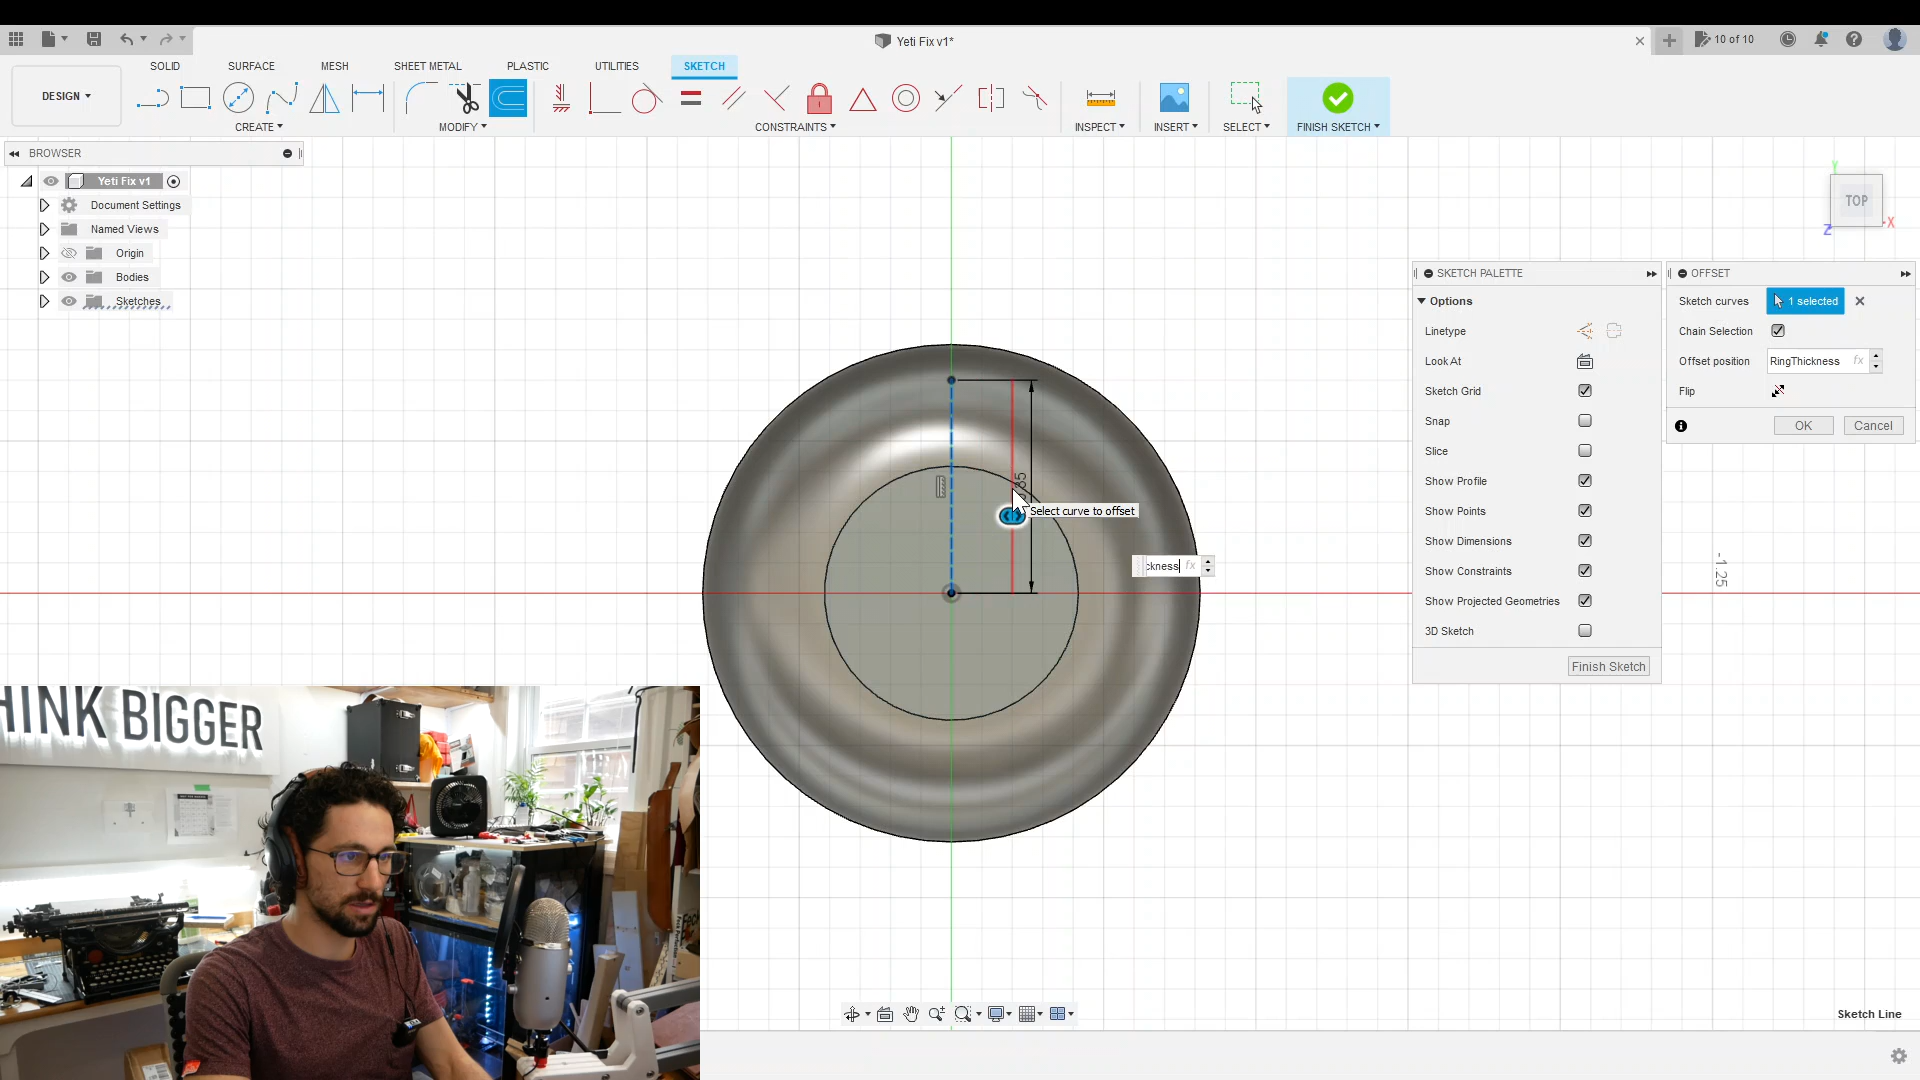 Yeti Fix v1*
10 of 10
DESIGN
SOLID
SURFACE
MESH
SHEET METAL
PLASTIC
UTILITIES
SKETCH
CREATE
MODIFY
CONSTRAINTS
INSPECT
INSERT
SELECT
FINISH SKETCH
BROWSER
Yeti Fix v1
Document Settings
Named Views
Origin
Bodies
Sketches
Y
TOP
-X
Z
SKETCH PALETTE
Options
Linetype
Look At
Sketch Grid
Snap
Slice
Show Profile
Show Points
Show Dimensions
Show Constraints
Show Projected Geometries
3D Sketch
Finish Sketch
OFFSET
Sketch curves
1 selected
Chain Selection
Offset position
RingThickness
fx
Flip
OK
Cancel
Select curve to offset
ckness
fx
-1.25
HINK BIGGER
Sketch Line